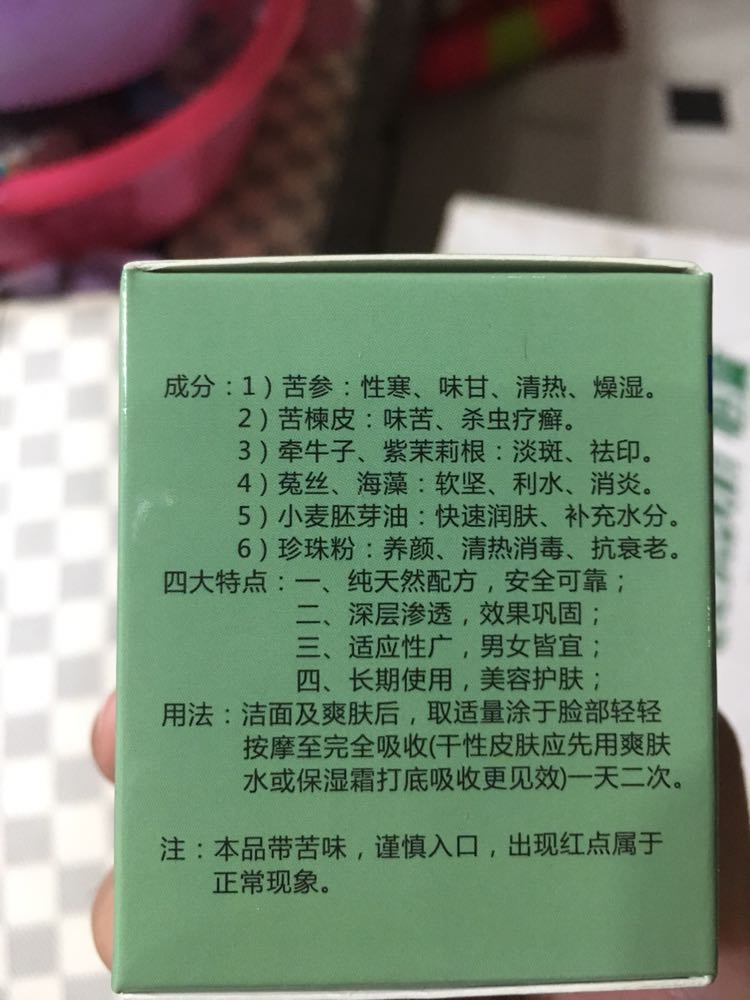 成分：1）苦参：性寒、味甘、清热、燥湿。
2）苦楝皮：味苦、杀虫疗癣。
3）牵牛子、紫茉莉根：淡斑、祛印。
4）菟丝、海藻：软坚、利水、消炎。
5）小麦胚芽油：快速润肤、补充水分。
6）珍珠粉：养颜、清热消毒、抗衰老。
四大特点：一、纯天然配方，安全可靠；
二、深层渗透，效果巩固；
三、适应性广，男女皆宜；
四、长期使用，美容护肤；
用法：洁面及爽肤后，取适量涂于脸部轻轻
按摩至完全吸收(干性皮肤应先用爽肤
水或保湿霜打底吸收更见效)一天二次。
注：本品带苦味，谨慎入口，出现红点属于
正常现象。